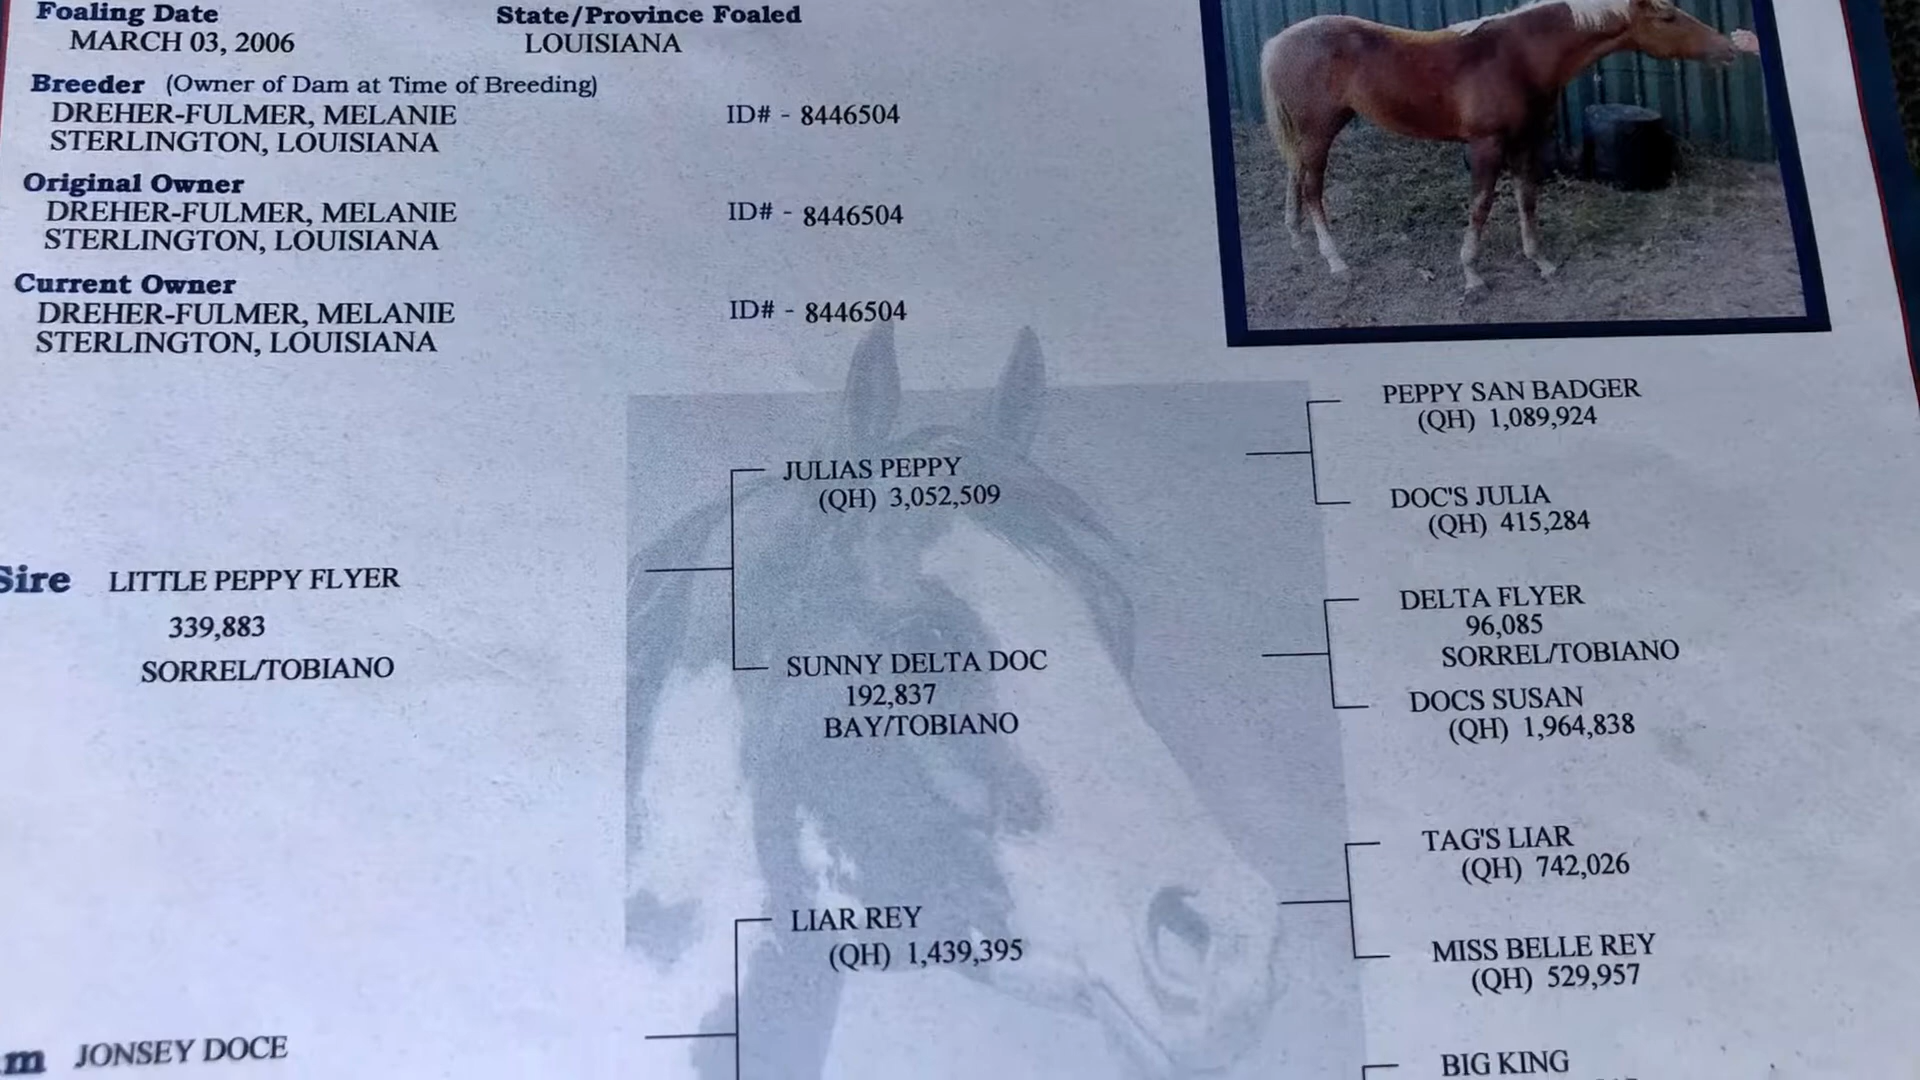 Foaling Date State/Province Foaled
MARCH 03, 2006 LOUISIANA
Breeder (Owner of Dam at Time of Breeding)
DREHER-FULMER, MELANIE ID# - 8446504
STERLINGTON, LOUISIANA
Original Owner
DREHER-FULMER, MELANIE ID# - 8446504
STERLINGTON, LOUISIANA
Current Owner
DREHER-FULMER, MELANIE ID# - 8446504
STERLINGTON, LOUISIANA
PEPPY SAN BADGER
(QH) 1,089,924
JULIAS PEPPY
(QH) 3,052,509
DOC'S JULIA
(QH) 415,284
Sire LITTLE PEPPY FLYER
339,883
SORREL/TOBIANO
DELTA FLYER
96,085
SORREL/TOBIANO
SUNNY DELTA DOC
192,837
BAY/TOBIANO
DOCS SUSAN
(QH) 1,964,838
TAG'S LIAR
(QH) 742,026
LIAR REY
(QH) 1,439,395
MISS BELLE REY
(QH) 529,957
m JONSEY DOCE
BIG KING